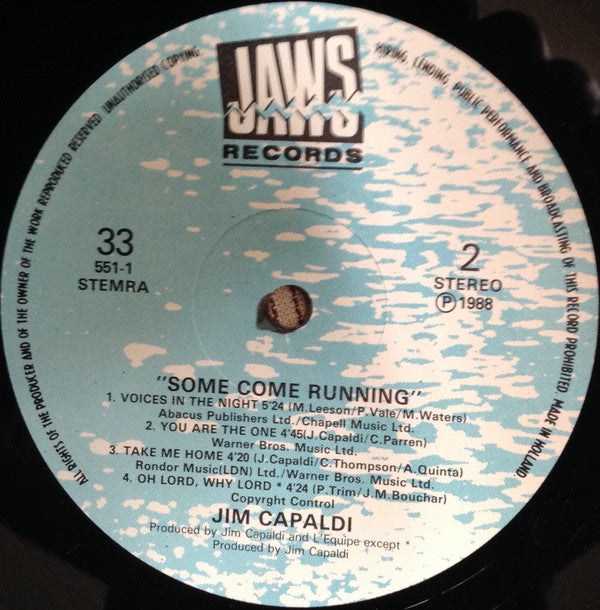 JAWS
JAWS
RECORDS
ALL RIGHTS OF THE PRODUCER AND OF THE OWNER OF THE WORK REPRODUCED RESERVED UNAUTHORISED COPYING,
HIRING, LENDING, PUBLIC PERFORMANCE AND BROADCASTING OF THIS RECORD PROHIBITED. MADE IN HOLLAND
33
551-1
STEMRA
2
STEREO
Ⓟ 1988
"SOME COME RUNNING"
1. VOICES IN THE NIGHT 5'24 (M.Leeson/P.Vale/M.Waters)
Abacus Publishers Ltd./Chapell Music Ltd.
2. YOU ARE THE ONE 4'45(J.Capaldi/C.Parren)
Warner Bros. Music Ltd.
3. TAKE ME HOME 4'20 (J.Capaldi/C.Thompson/A.Quinta)
Rondor Music(LDN) Ltd./Warner Bros. Music Ltd.
4. OH LORD, WHY LORD * 4'24 (P.Trim/J.M.Bouchar)
Copyrght Control
JIM CAPALDI
Produced by Jim Capaldi and L'Equipe except *
Produced by Jim Capaldi